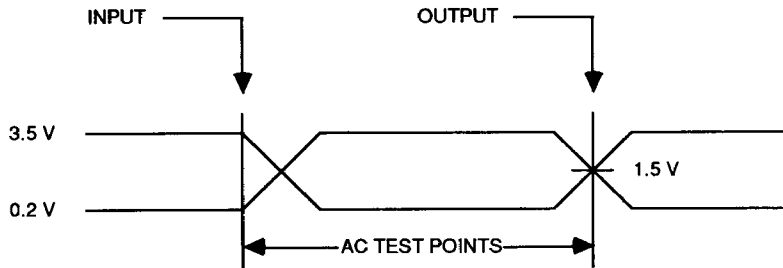 INPUT
OUTPUT
3.5 V
1.5 V
0.2 V
AC TEST POINTS